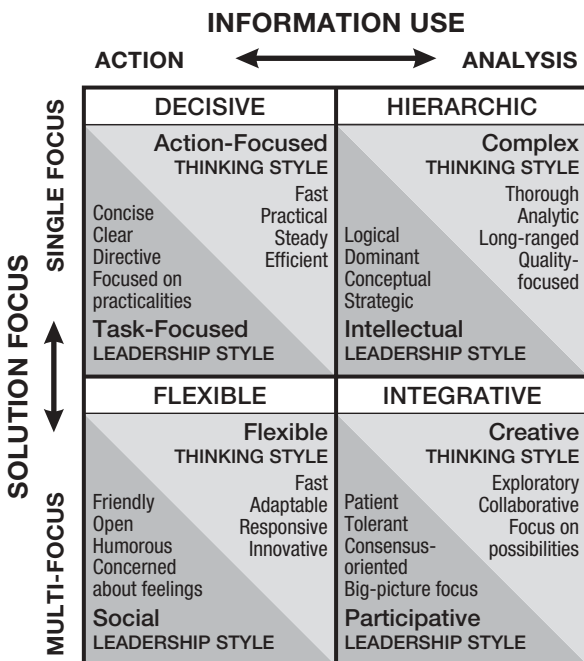 INFORMATION USE
ACTION
ANALYSIS
SOLUTION FOCUS
SINGLE FOCUS
MULTI-FOCUS
DECISIVE
Action-Focused
THINKING STYLE
Fast
Practical
Steady
Efficient
Concise
Clear
Directive
Focused on
practicalities
Task-Focused
LEADERSHIP STYLE
HIERARCHIC
Complex
THINKING STYLE
Thorough
Analytic
Long-ranged
Quality-
focused
Logical
Dominant
Conceptual
Strategic
Intellectual
LEADERSHIP STYLE
FLEXIBLE
Flexible
THINKING STYLE
Fast
Adaptable
Responsive
Innovative
Friendly
Open
Humorous
Concerned
about feelings
Social
LEADERSHIP STYLE
INTEGRATIVE
Creative
THINKING STYLE
Exploratory
Collaborative
Focus on
possibilities
Patient
Tolerant
Consensus-
oriented
Big-picture focus
Participative
LEADERSHIP STYLE